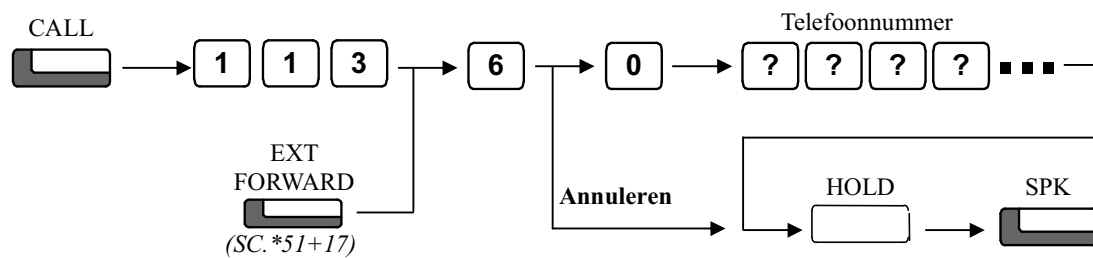 CALL
Telefoonnummer
1 1 3 6 0 ? ? ? ?
EXT
FORWARD
(SC.*51+17)
Annuleren
HOLD
SPK